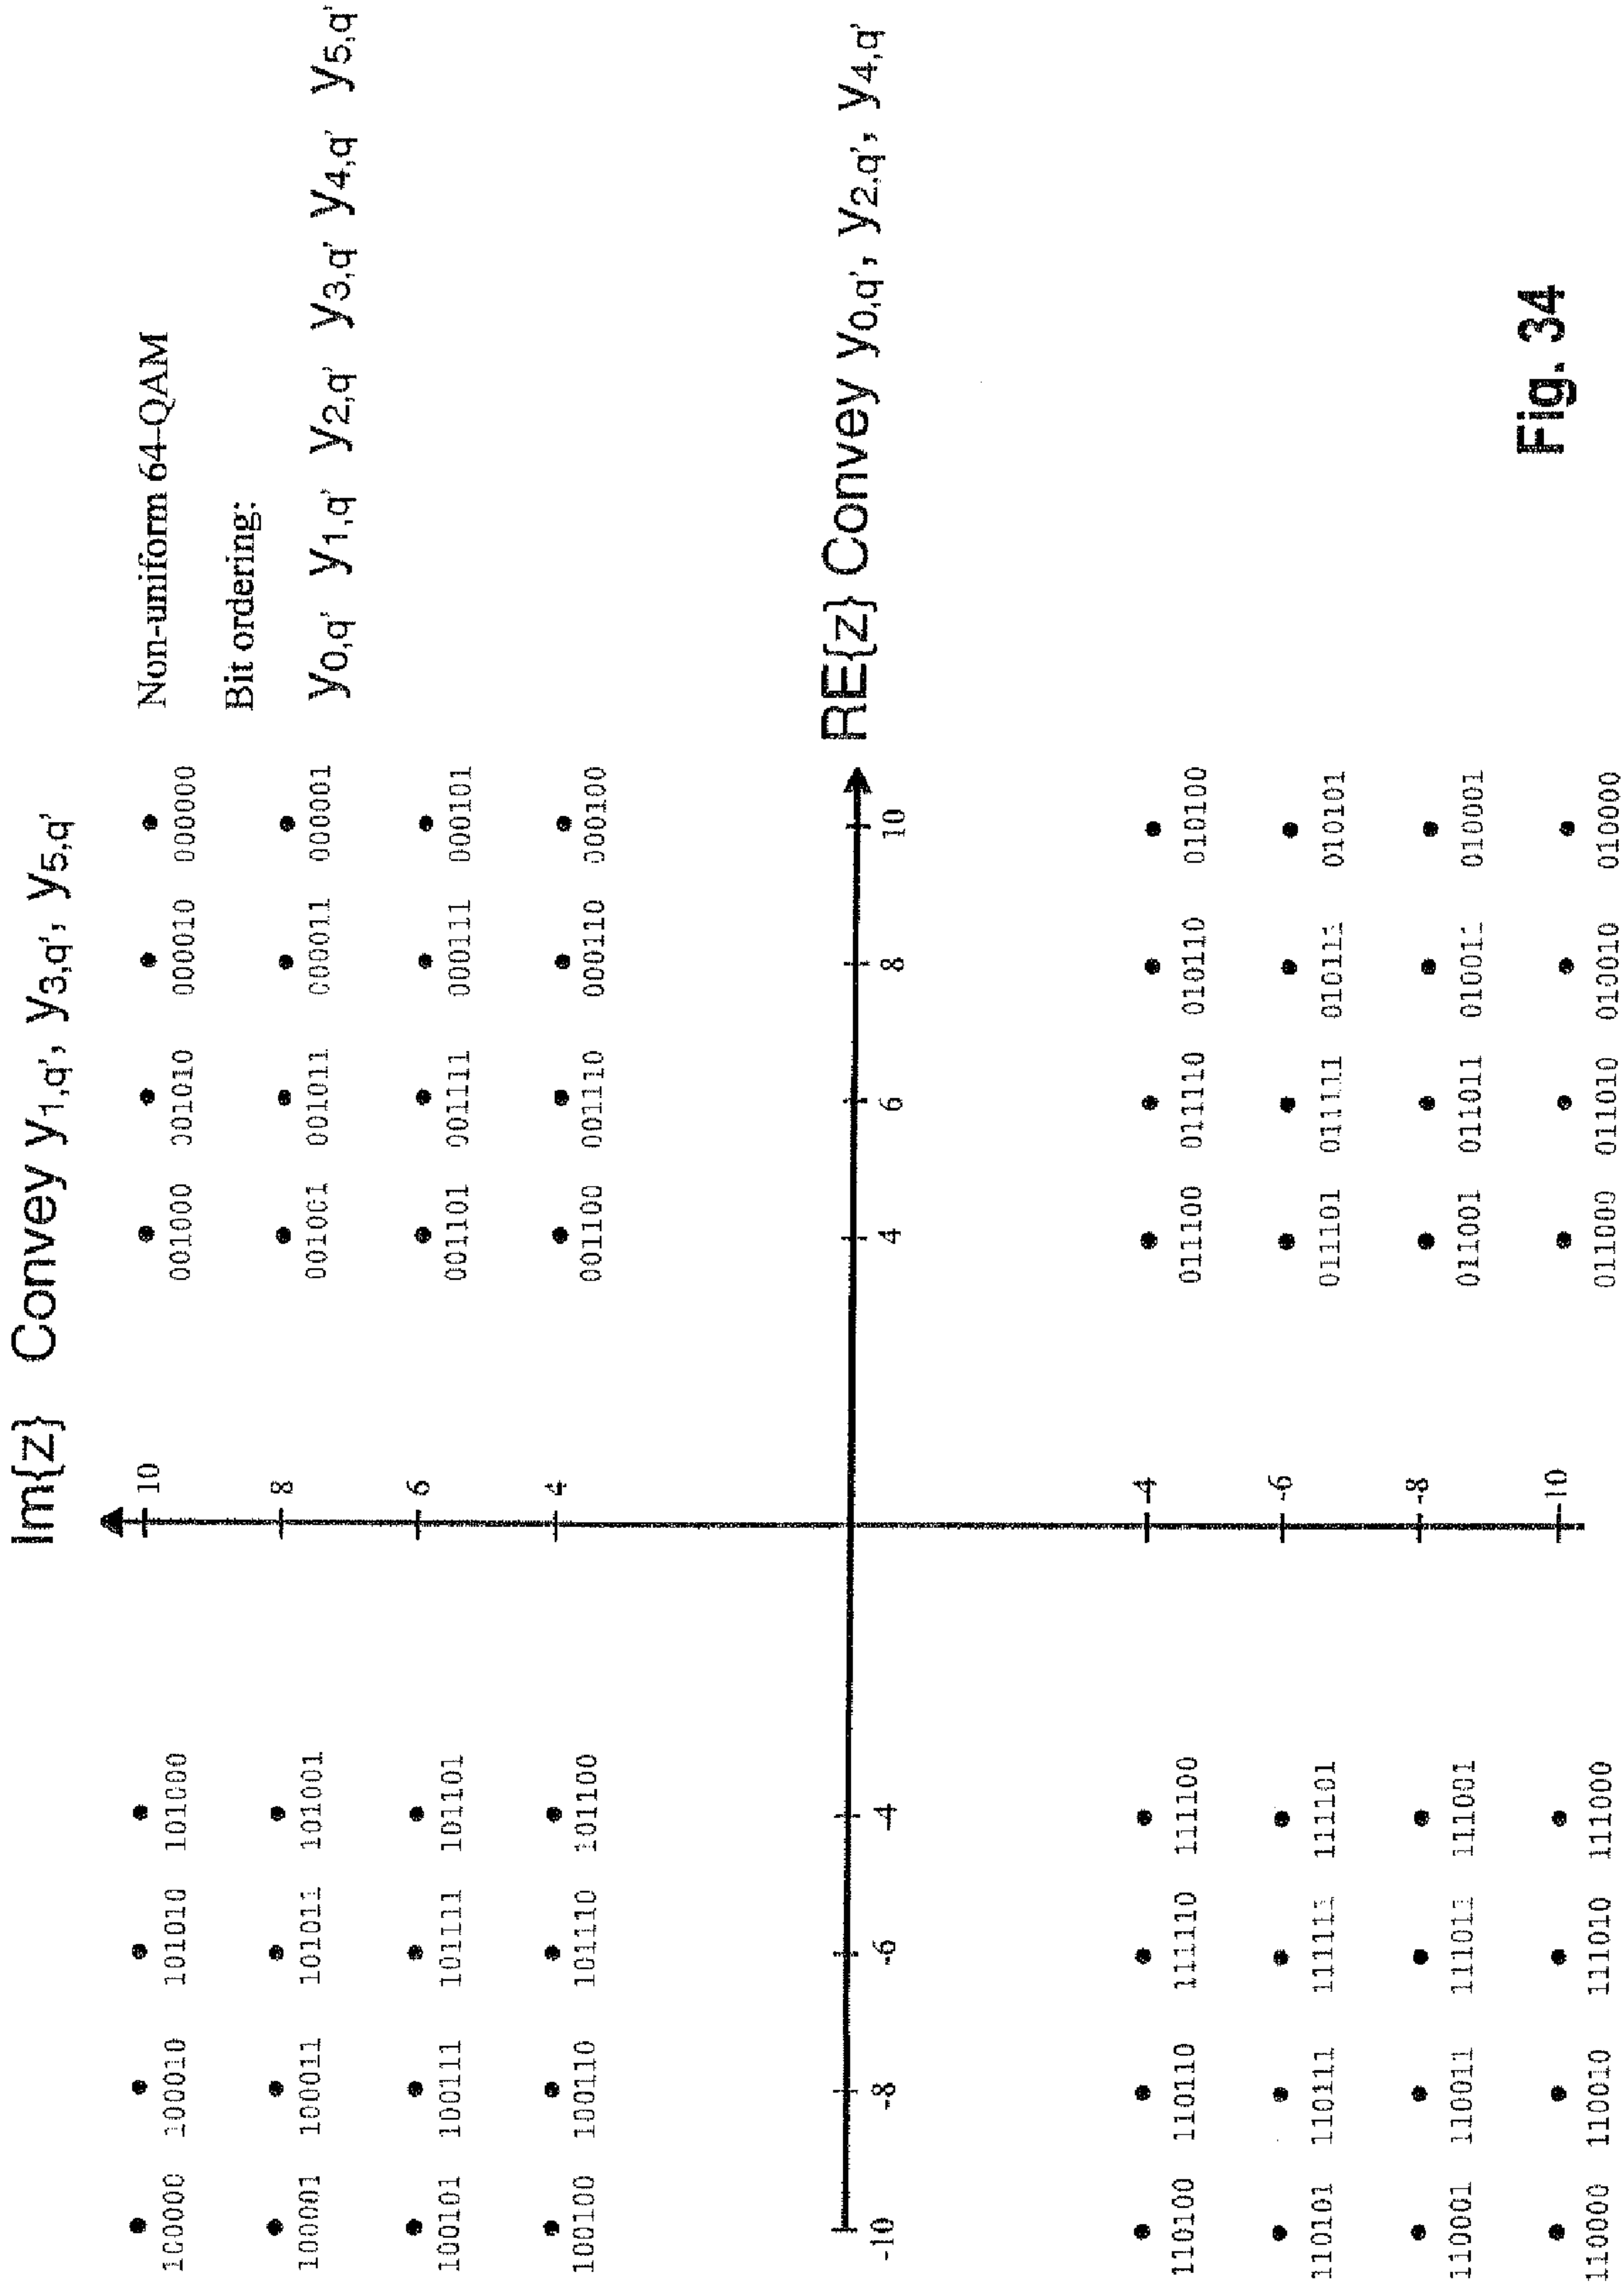 Im{z} Convey y1,q', y3,q', y5,q'
Non-uniform 64-QAM
Bit ordering:
y0,q' y1,q' y2,q' y3,q' y4,q' y5,q'
10
100000 100010 101010 101000 001000 001010 000010 000000
8
100001 100011 101011 101001 001001 001011 000011 000001
6
100101 100111 101111 101101 001101 001111 000111 000101
4
100100 100110 101110 101100 001100 001110 000110 000100
RE{z} Convey y0,q', y2,q', y4,q'
-10 -8 -6 -4 4 6 8 10
-4
110100 110110 111110 111100 011100 011110 010110 010100
-6
110101 110111 111111 111101 011101 011111 010111 010101
-8
110001 110011 111011 111001 011001 011011 010011 010001
-10
110000 110010 111010 111000 011000 011010 010010 010000
Fig. 34